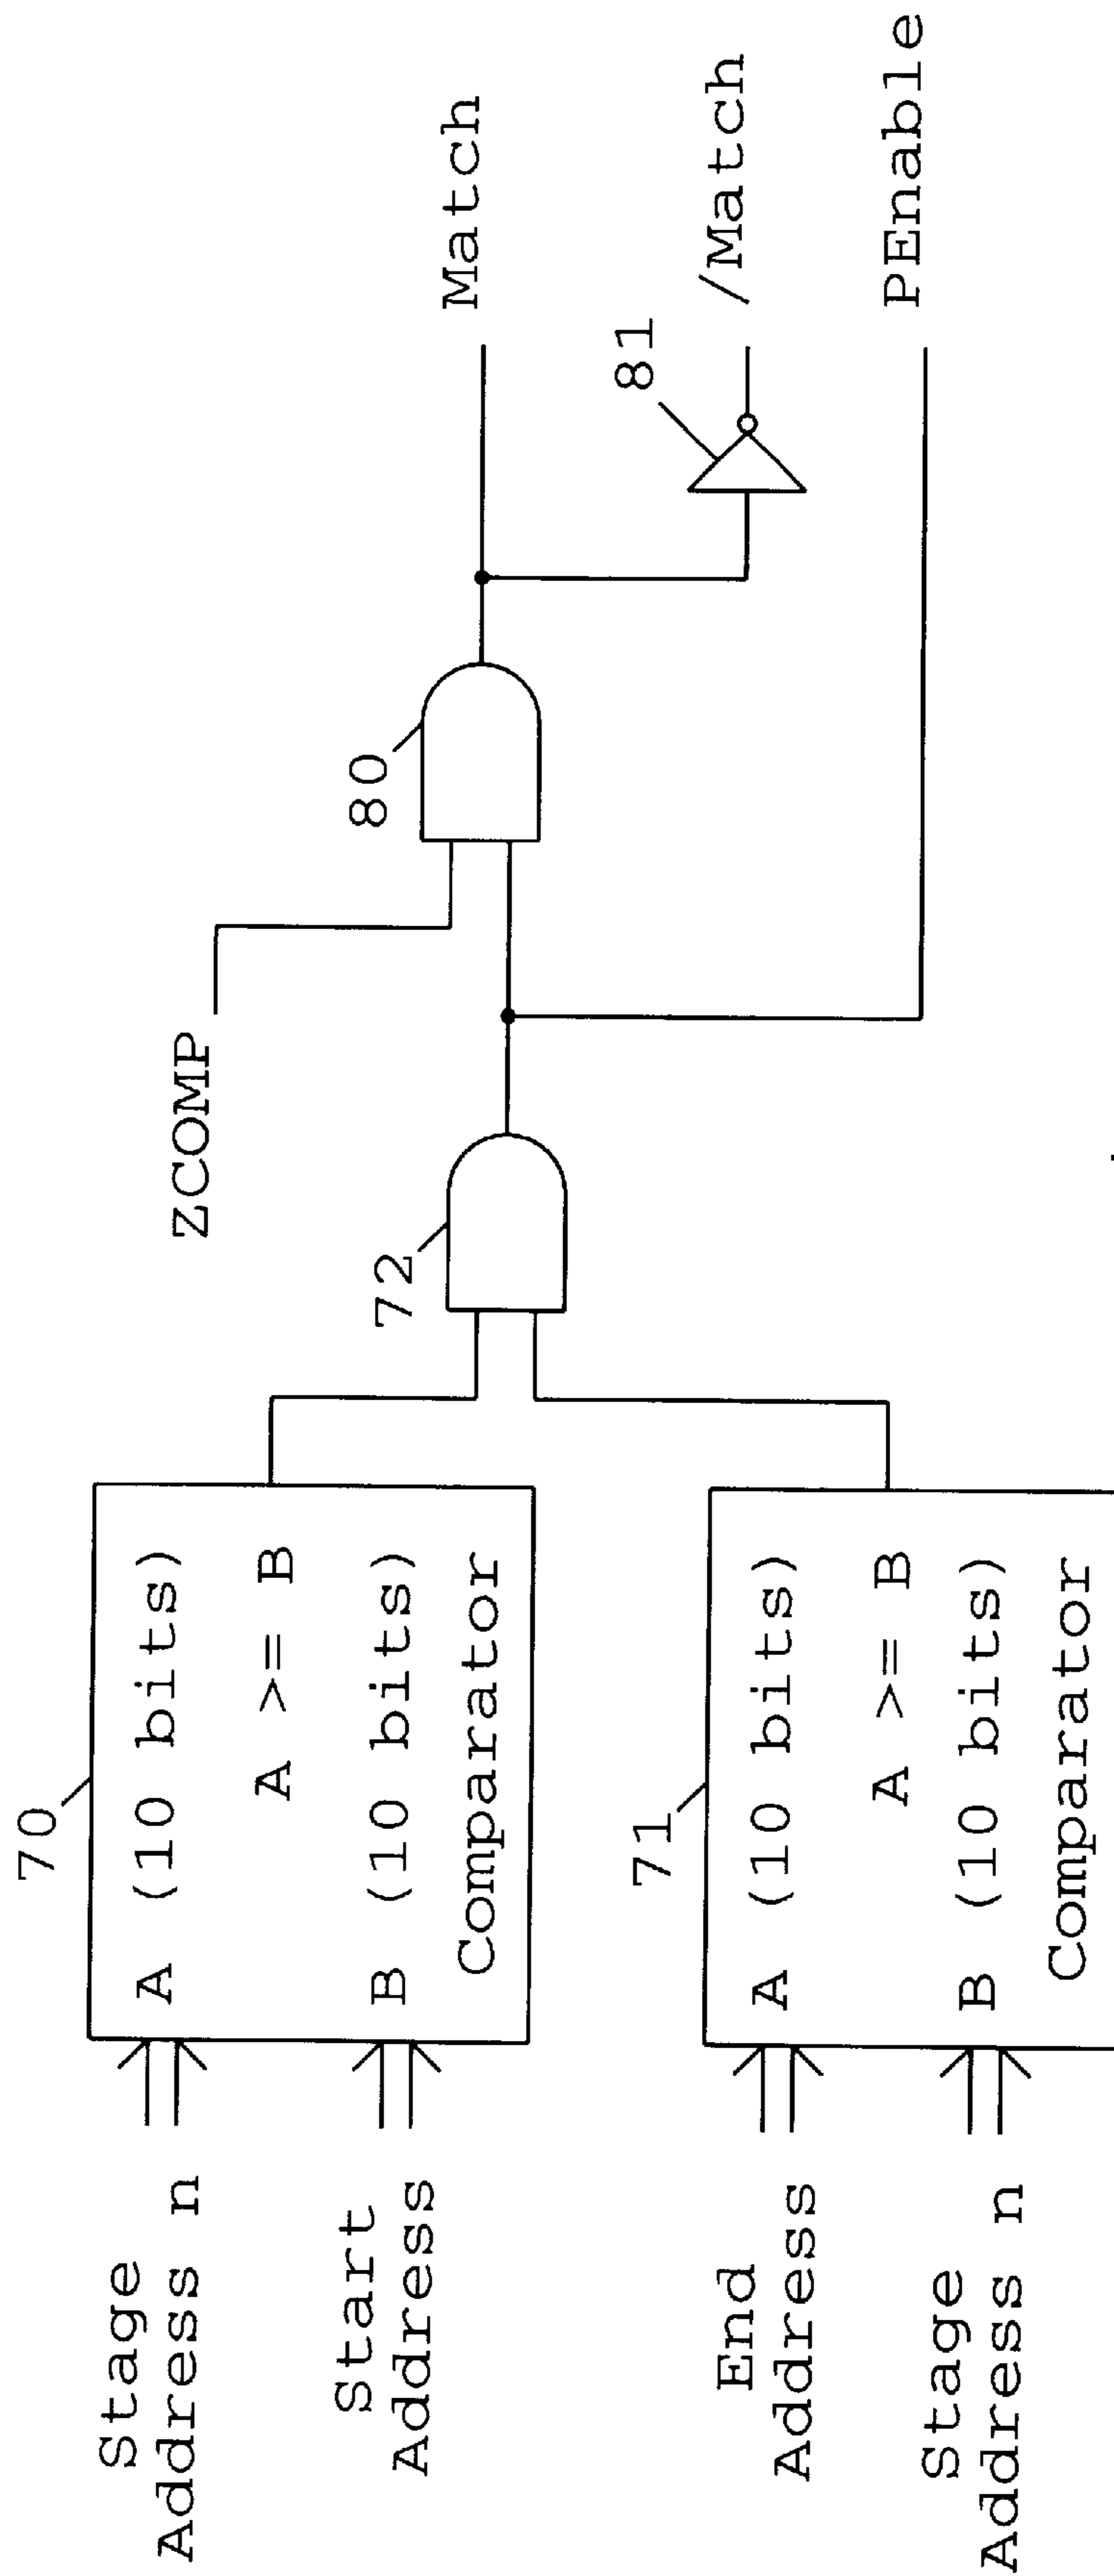 Stage
Address n
Start
Address
70
A (10 bits)
A >= B
B (10 bits)
Comparator
End
Address
Stage
Address n
71
A (10 bits)
A >= B
B (10 bits)
Comparator
72
ZCOMP
80
81
Match
/Match
PEnable